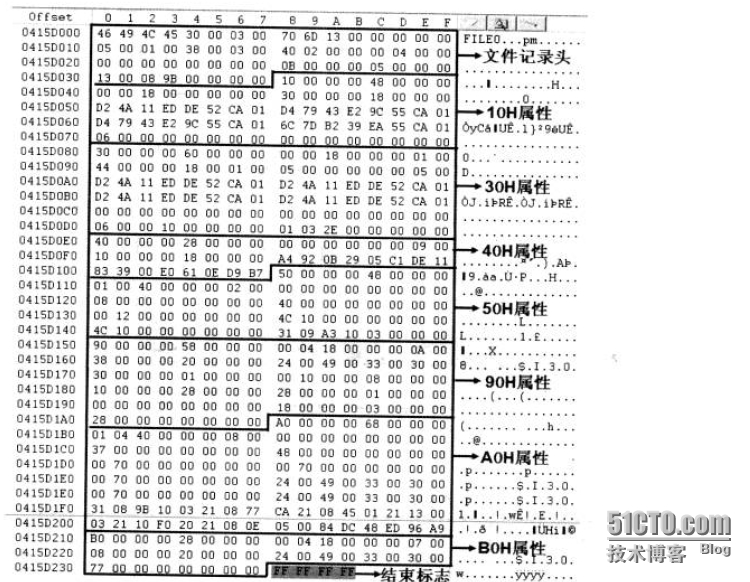 Offset 0 1 2 3 4 5 6 7 8 9 A B C D E F
0415D000 46 49 4C 45 30 00 03 00 70 6D 13 00 00 00 00 00 FILE0...pm......
0415D010 05 00 01 00 38 00 03 00 40 02 00 00 00 04 00 00
文件记录头
0415D020 00 00 00 00 00 00 00 00 0B 00 00 00 05 00 00 00
0415D030 13 00 08 9B 00 00 00 00 10 00 00 00 48 00 00 00
0415D040 00 00 18 00 00 00 00 00 30 00 00 00 18 00 00 00
0415D050 D2 4A 11 ED DE 52 CA 01 D4 79 43 E2 9C 55 CA 01
10H属性
0415D060 D4 79 43 E2 9C 55 CA 01 6C 7D B2 39 EA 55 CA 01
0415D070 06 00 00 00 00 00 00 00 00 00 00 00 00 00 00 00
0415D080 30 00 00 00 60 00 00 00 00 00 18 00 00 00 01 00
0415D090 44 00 00 00 18 00 01 00 05 00 00 00 00 00 05 00
0415D0A0 D2 4A 11 ED DE 52 CA 01 D2 4A 11 ED DE 52 CA 01
30H属性
0415D0B0 D2 4A 11 ED DE 52 CA 01 D2 4A 11 ED DE 52 CA 01
0415D0C0 00 00 00 00 00 00 00 00 00 00 00 00 00 00 00 00
0415D0D0 06 00 00 10 00 00 00 00 01 03 2E 00 00 00 00 00
0415D0E0 40 00 00 00 28 00 00 00 00 00 00 00 00 00 09 00
40H属性
0415D0F0 10 00 00 00 18 00 00 00 A4 92 0B 29 05 C1 DE 11
0415D100 83 39 00 E0 61 0E D9 B7 50 00 00 00 48 00 00 00
0415D110 01 00 40 00 00 00 02 00 00 00 00 00 00 00 00 00
0415D120 08 00 00 00 00 00 00 00 40 00 00 00 00 00 00 00
50H属性
0415D130 00 12 00 00 00 00 00 00 4C 10 00 00 00 00 00 00
0415D140 4C 10 00 00 00 00 00 00 31 09 A3 10 03 00 00 00
0415D150 90 00 00 00 58 00 00 00 00 04 18 00 00 00 0A 00
0415D160 38 00 00 00 20 00 00 00 24 00 49 00 33 00 30 00
0415D170 30 00 00 00 01 00 00 00 00 10 00 00 08 00 00 00
90H属性
0415D180 10 00 00 00 28 00 00 00 28 00 00 00 01 00 00 00
0415D190 00 00 00 00 00 00 00 00 18 00 00 00 03 00 00 00
0415D1A0 28 00 00 00 00 00 00 00 A0 00 00 00 68 00 00 00
0415D1B0 01 04 40 00 00 00 08 00 00 00 00 00 00 00 00 00
0415D1C0 37 00 00 00 00 00 00 00 48 00 00 00 00 00 00 00
A0H属性
0415D1D0 00 70 00 00 00 00 00 00 00 70 00 00 00 00 00 00
0415D1E0 00 70 00 00 00 00 00 00 24 00 49 00 33 00 30 00
0415D1E0 00 70 00 00 00 00 00 00 24 00 49 00 33 00 30 00
0415D1F0 31 08 9B 10 03 21 08 77 CA 21 08 45 01 21 13 00
0415D200 03 21 10 F0 20 21 08 0E 05 00 84 DC 48 ED 96 A9
0415D210 B0 00 00 00 28 00 00 00 00 04 18 00 00 00 07 00
B0H属性
0415D220 08 00 00 00 20 00 00 00 24 00 49 00 33 00 30 00
0415D230 77 00 00 00 00 00 00 00 FF FF FF FF
结束标志
51CTO.com
技术博客 Blog